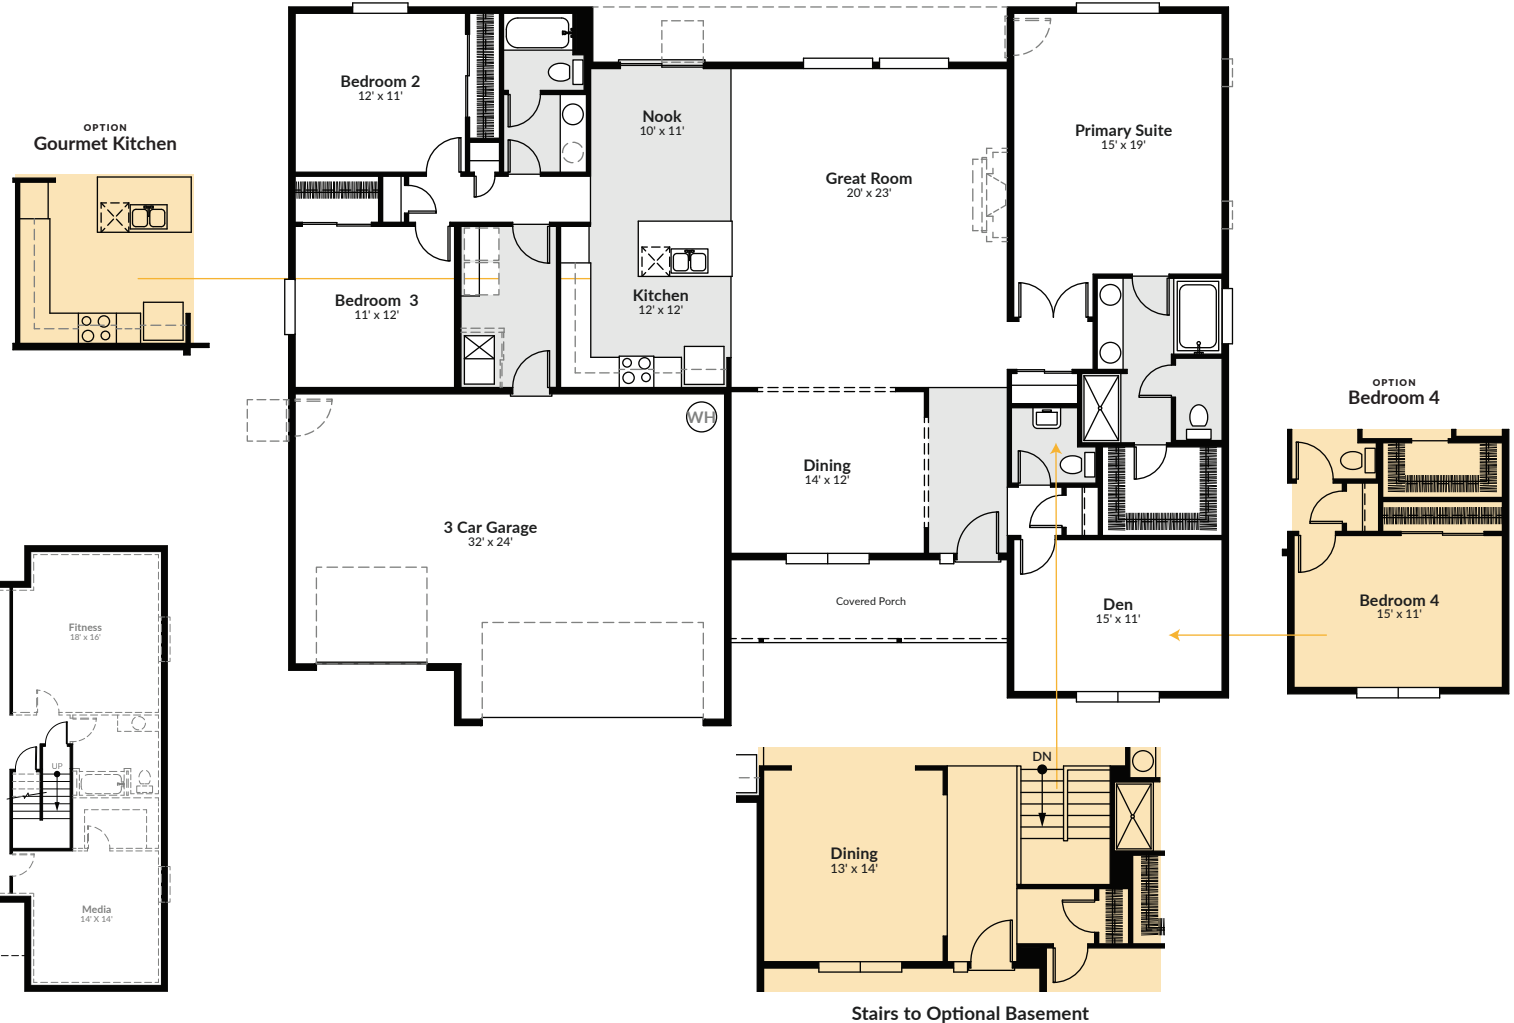 OPTION
Gourmet Kitchen
Bedroom 2
12' x 11'
Nook
10' x 11'
Great Room
20' x 23'
Primary Suite
15' x 19'
Bedroom 3
11' x 12'
Kitchen
12' x 12'
WH
Dining
14' x 12'
3 Car Garage
32' x 24'
Covered Porch
Den
15' x 11'
OPTION
Bedroom 4
Bedroom 4
15' x 11'
Fitness
18' x 16'
UP
Media
14' X 14'
DN
Dining
13' x 14'
Stairs to Optional Basement